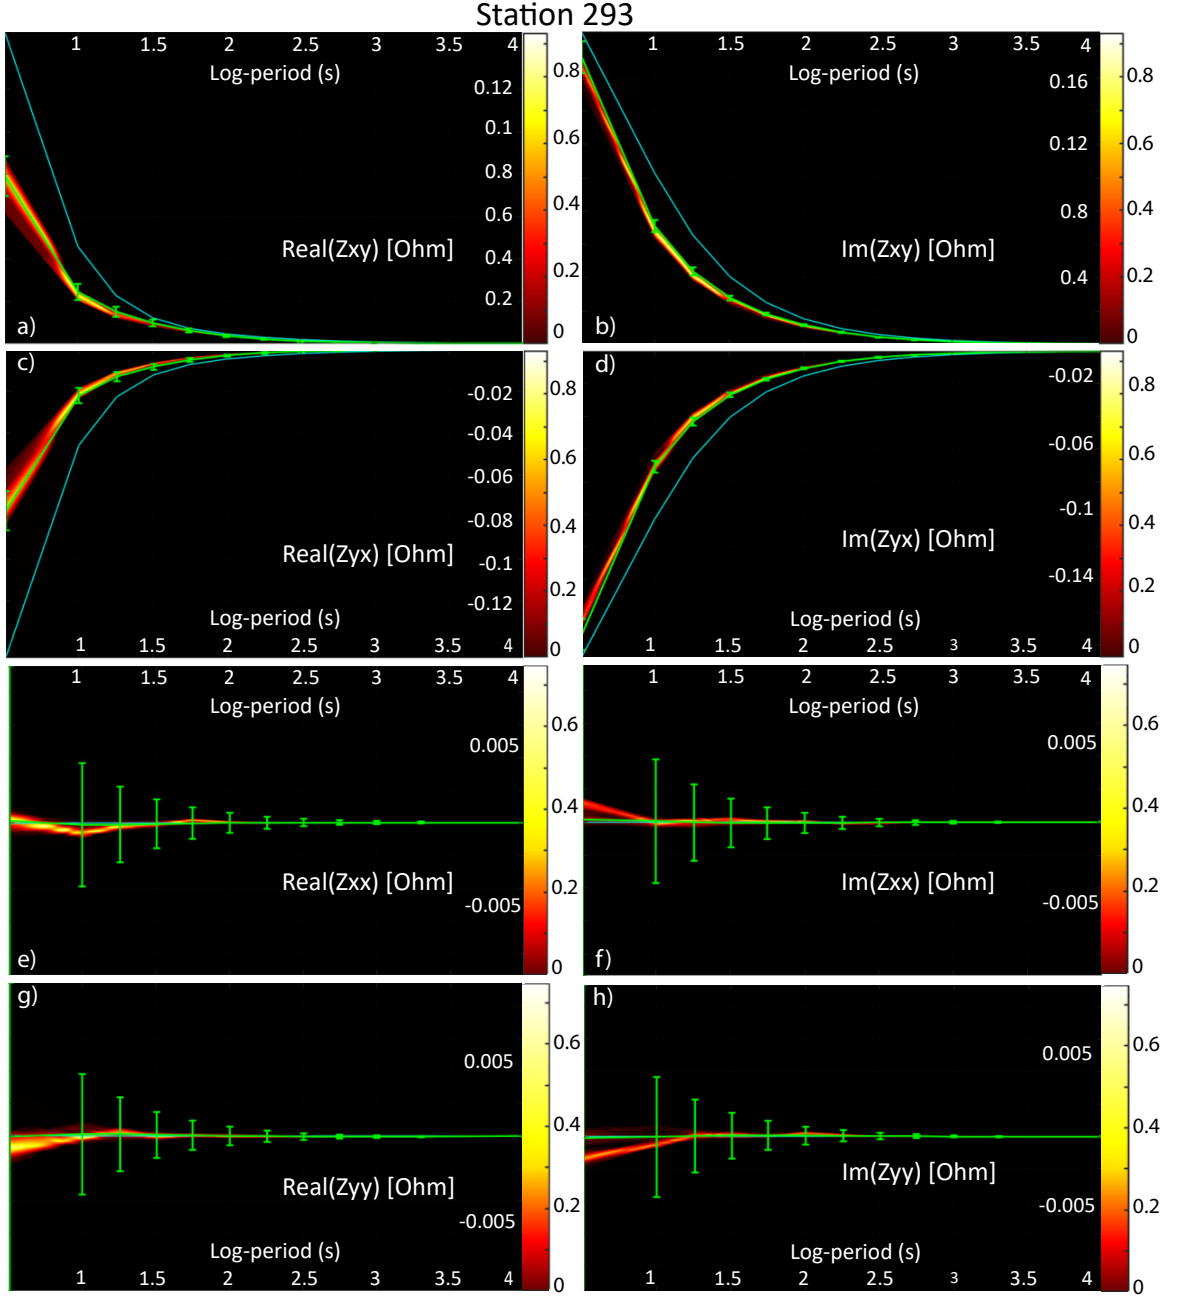 Station 293
1 1.5 2 2.5 3 3.5 4
Log-period (s)
0.12
0.1
0.8
0.6
Real(Zxy) [Ohm]
0.2
a)
0.8
0.6
0.4
0.2
0
1 1.5 2 2.5 3 3.5 4
Log-period (s)
0.16
0.12
0.8
Im(Zxy) [Ohm]
0.4
b)
0.8
0.6
0.4
0.2
0
c)
-0.02
-0.04
-0.06
-0.08
Real(Zyx) [Ohm]
-0.1
-0.12
Log-period (s)
1 1.5 2 2.5 3 3.5 4
0.8
0.6
0.4
0.2
0
d)
-0.02
-0.06
-0.1
Im(Zyx) [Ohm]
-0.14
Log-period (s)
1 1.5 2 2.5 3 3.5 4
0.8
0.6
0.4
0.2
0
1 1.5 2 2.5 3 3.5 4
Log-period (s)
0.005
Real(Zxx) [Ohm]
-0.005
e)
0.6
0.4
0.2
0
1 1.5 2 2.5 3 3.5 4
Log-period (s)
0.005
Im(Zxx) [Ohm]
-0.005
f)
0.6
0.4
0.2
0
g)
0.005
Real(Zyy) [Ohm]
-0.005
Log-period (s)
1 1.5 2 2.5 3 3.5 4
0.6
0.4
0.2
0
h)
0.005
Im(Zyy) [Ohm]
-0.005
Log-period (s)
1 1.5 2 2.5 3 3.5 4
0.6
0.4
0.2
0